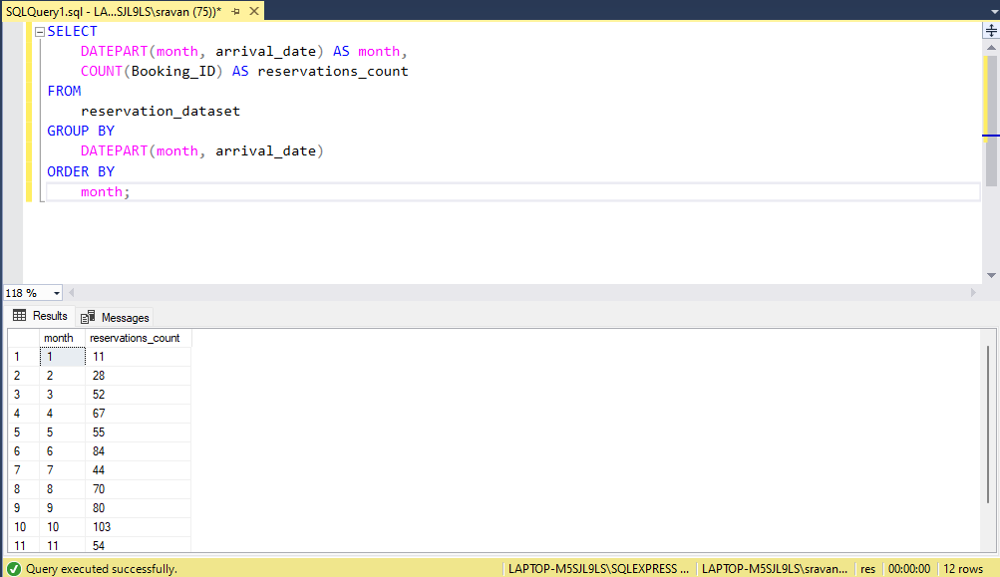 SQLQuery1.sql - LA...SJL9LS\sravan (75))*
SELECT
DATEPART(month, arrival_date) AS month,
COUNT(Booking_ID) AS reservations_count
FROM
reservation_dataset
GROUP BY
DATEPART(month, arrival_date)
ORDER BY
month;
118 %
Results Messages
month reservations_count
1 1 11
2 2 28
3 3 52
4 4 67
5 5 55
6 6 84
7 7 44
8 8 70
9 9 80
10 10 103
11 11 54
Query executed successfully. LAPTOP-M5SJL9LS\SQLEXPRESS ... LAPTOP-M5SJL9LS\sravan... res 00:00:00 12 rows